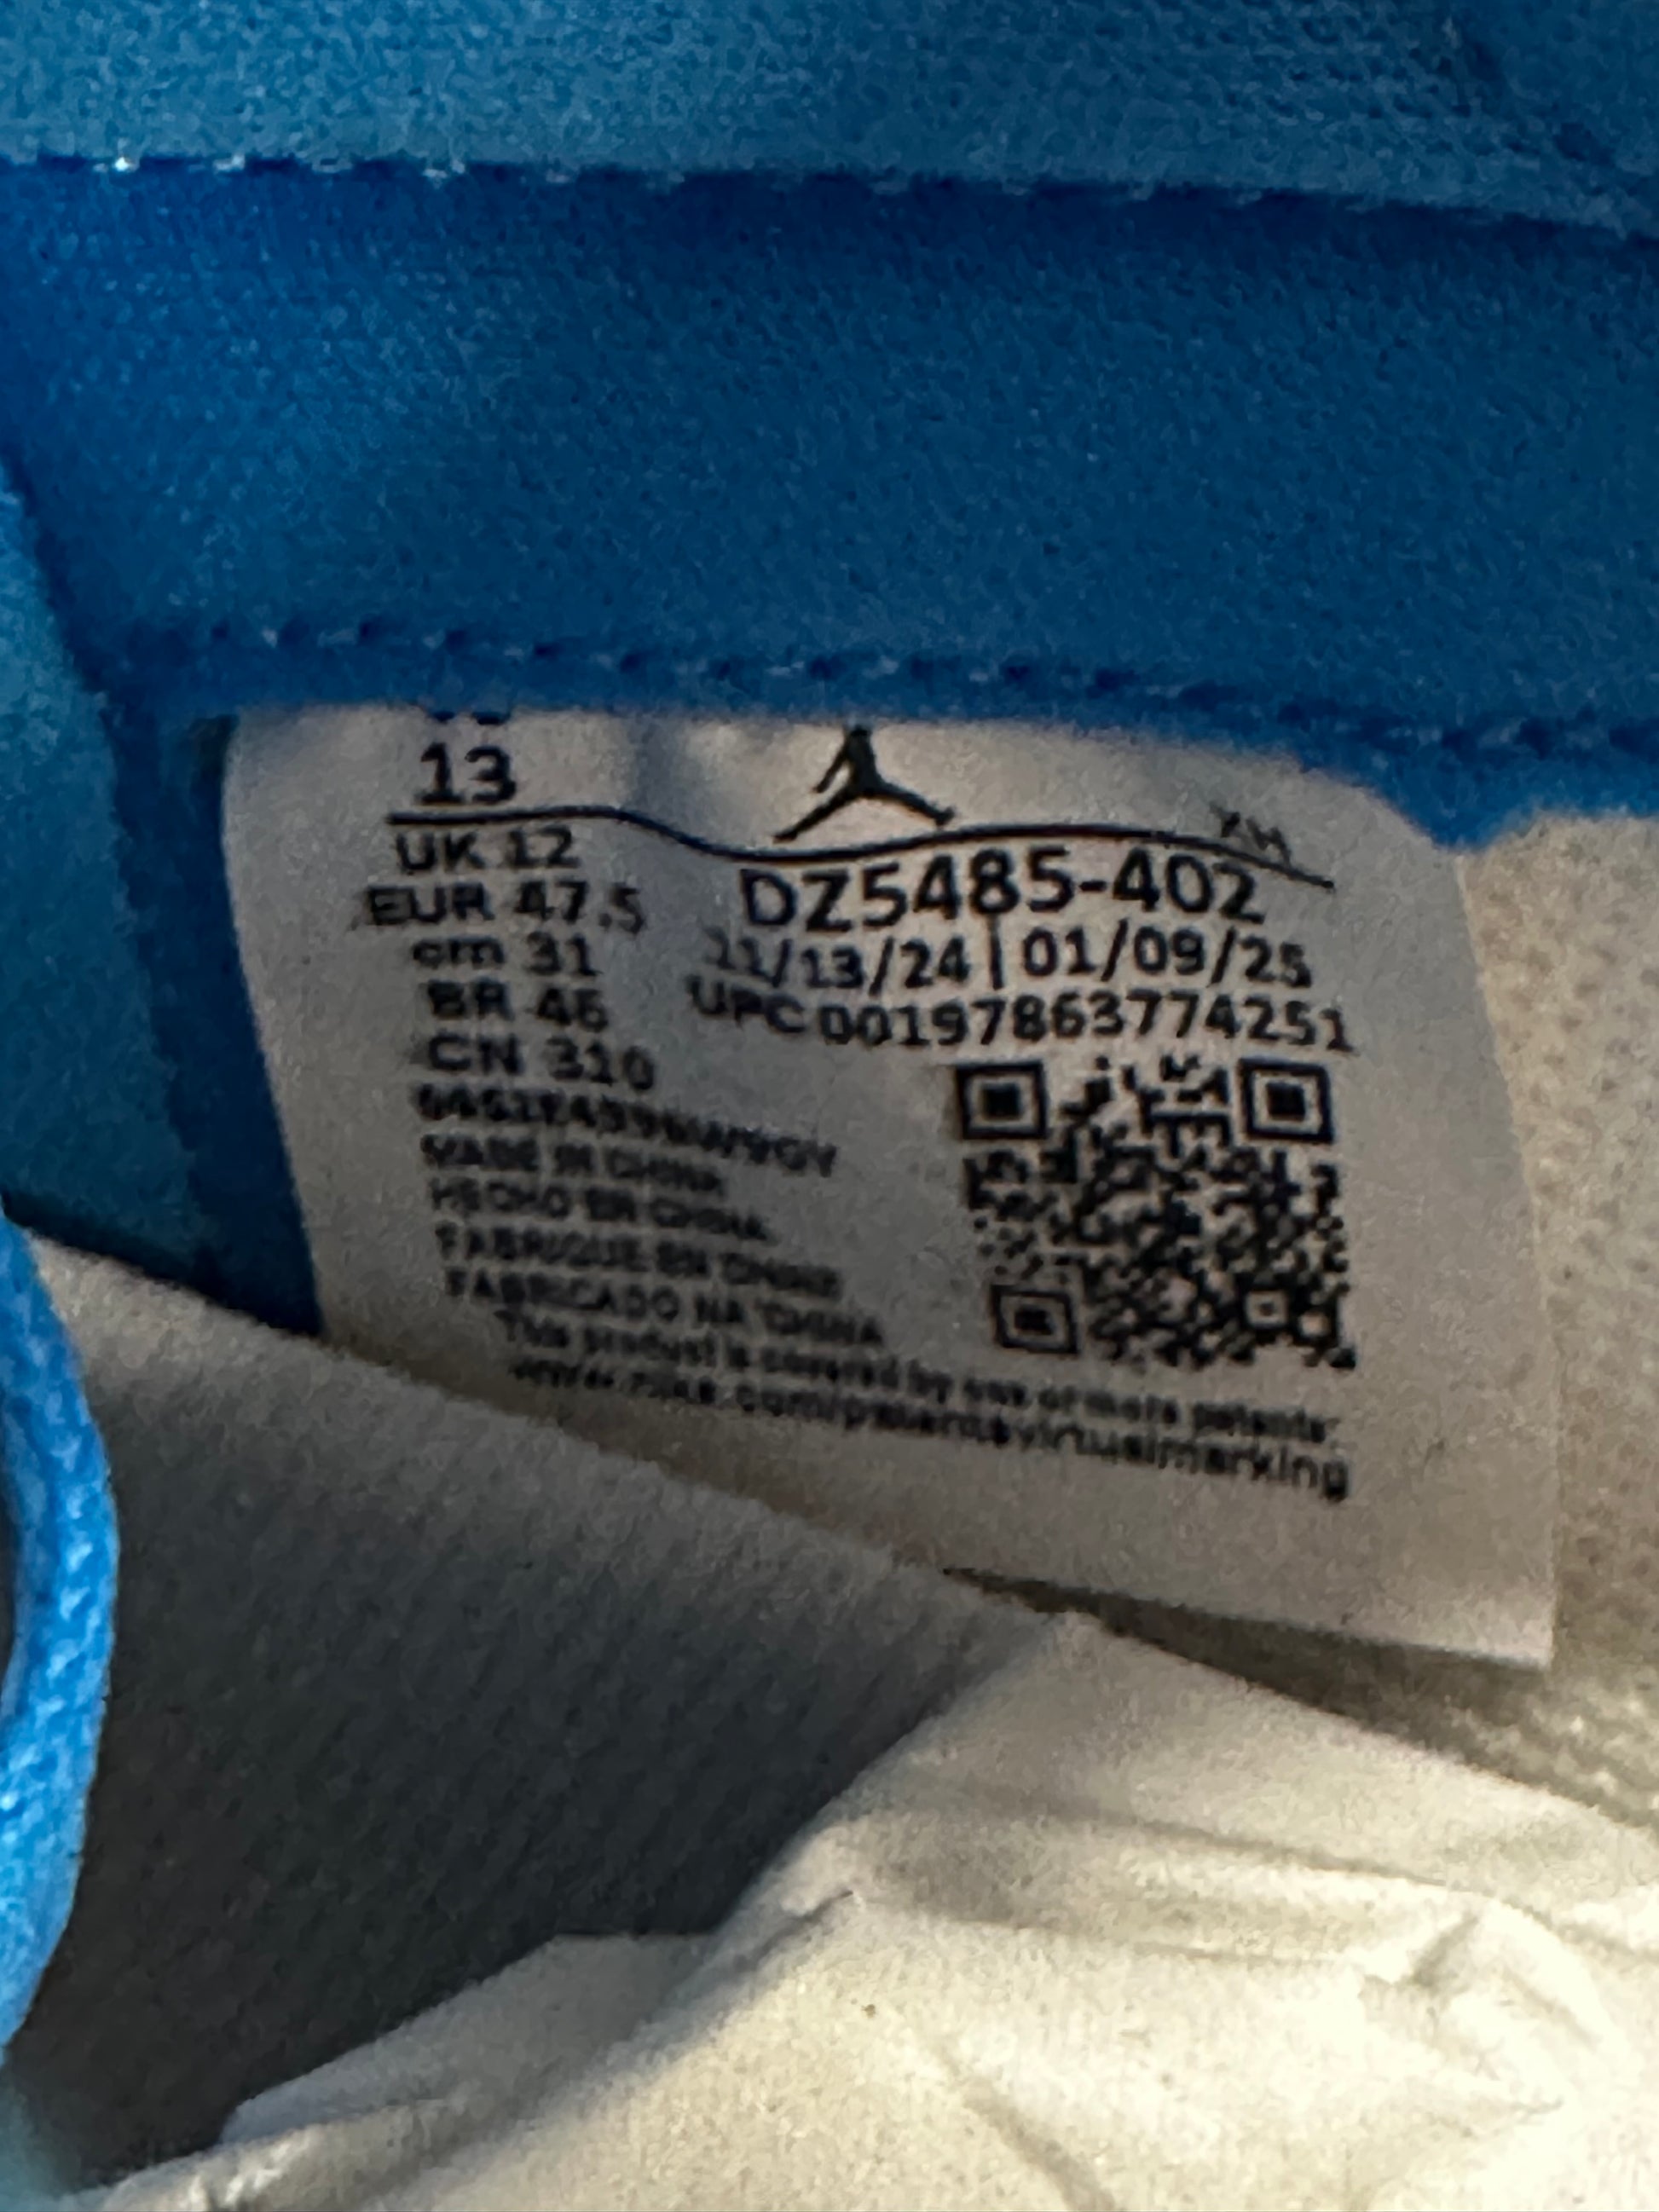 13
XH
UK 12
EUR 47.5
cm 31
BR 46
CN 310
DZ5485-402
11/13/24 | 01/09/25
UPC 00197863774251
MADE IN CHINA
HECHO EN CHINA
FABRIQUE EN CHINE
FABRICADO NA CHINA
This product is covered by one or more patents:
www.nike.com/patentsvirtualmarking